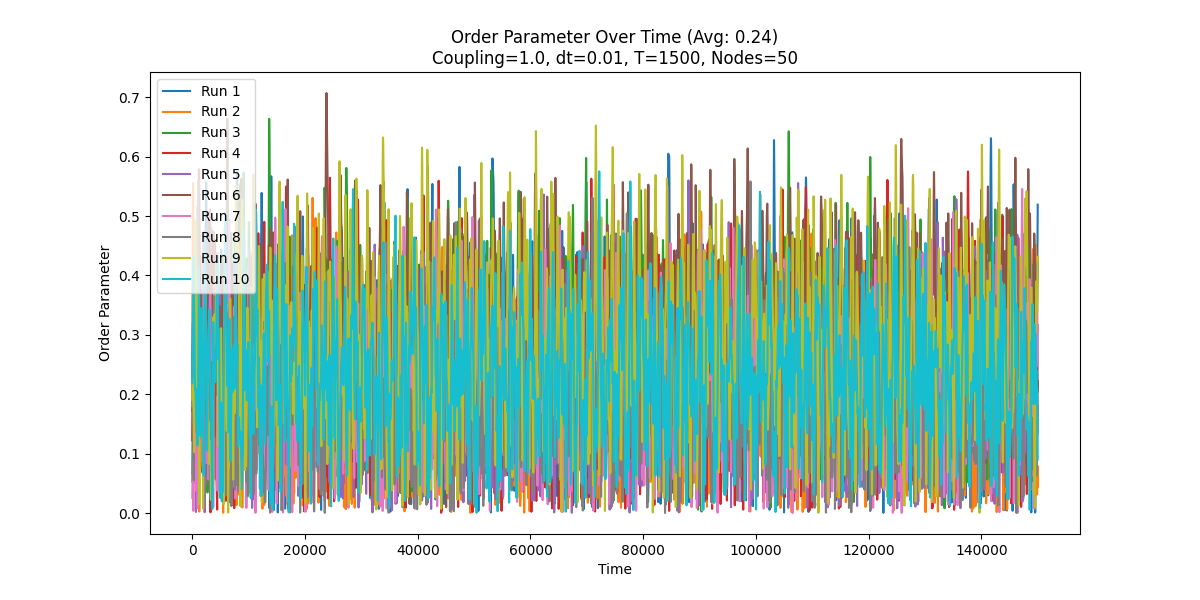 Order Parameter Over Time (Avg: 0.24)
Coupling=1.0, dt=0.01, T=1500, Nodes=50
Order Parameter
0.7
0.6
0.5
0.4
0.3
0.2
0.1
0.0
Run 1
Run 2
Run 3
Run 4
Run 5
Run 6
Run 7
Run 8
Run 9
Run 10
0 20000 40000 60000 80000 100000 120000 140000
Time